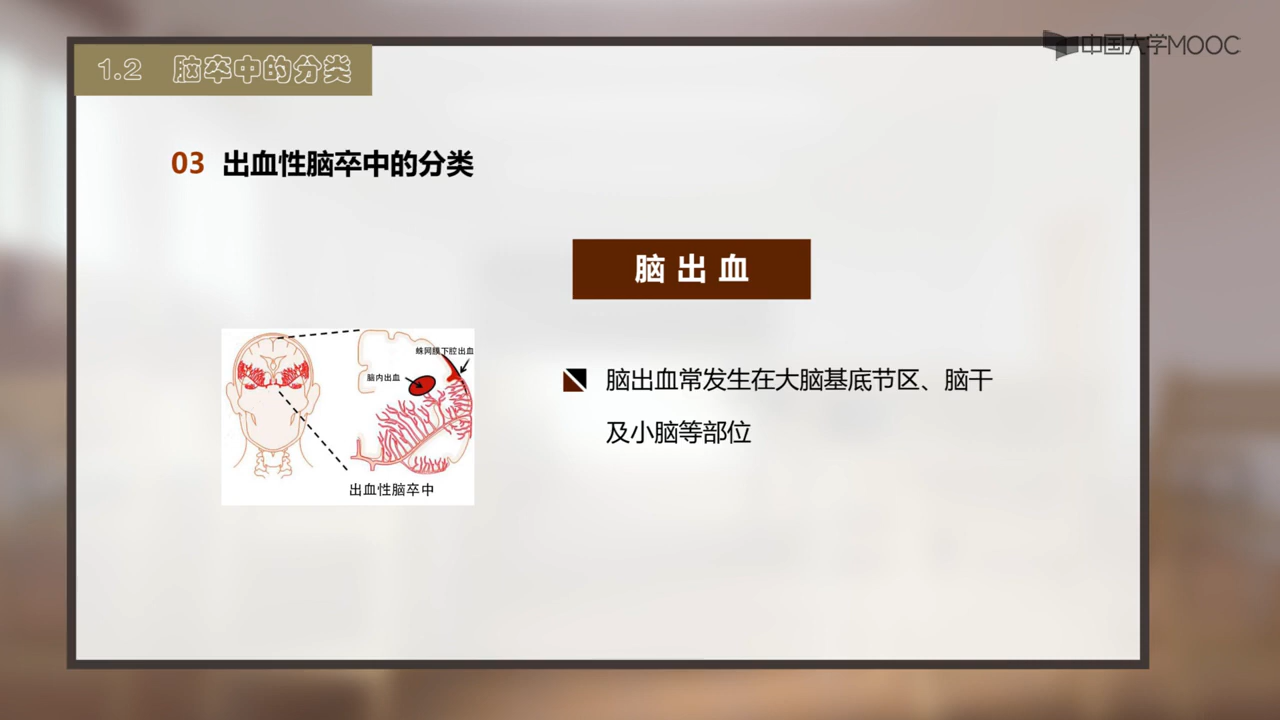 中国大学MOOC
1.2 脑卒中的分类
03 出血性脑卒中的分类
脑出血
蛛网膜下腔出血
脑内出血
出血性脑卒中
脑出血常发生在大脑基底节区、脑干
及小脑等部位